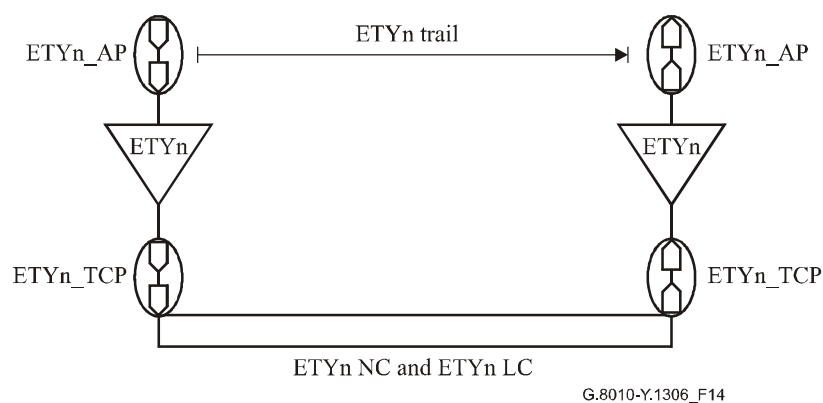 ETYn trail
ETYn_AP
ETYn_AP
ETYn
ETYn
ETYn_TCP
ETYn_TCP
ETYn NC and ETYn LC
G.8010-Y.1306_F14